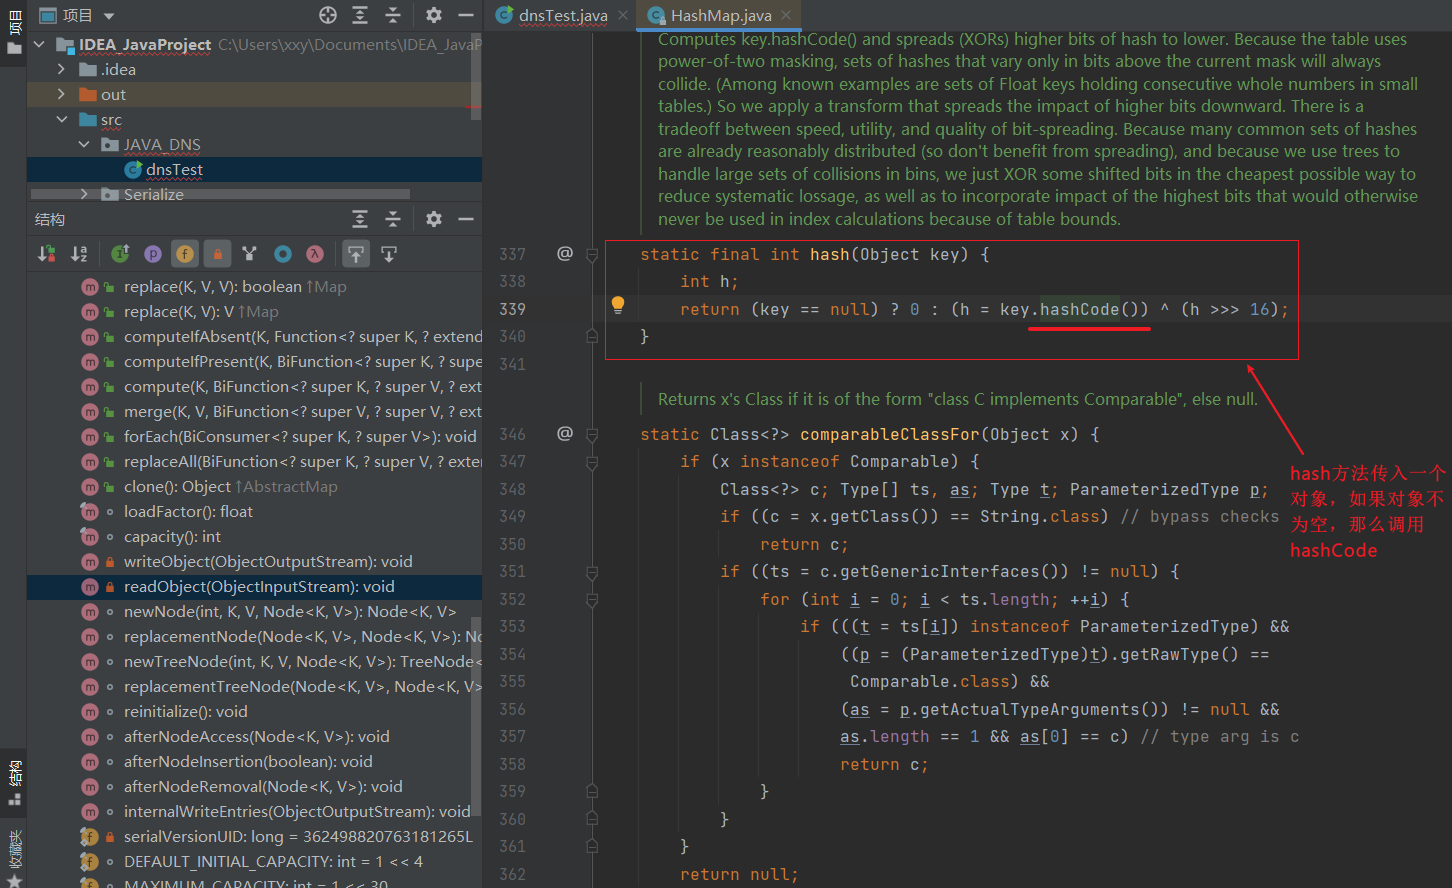 项目
项目
IDEA_JavaProject C:\Users\xxy\Documents\IDEA_JavaP
.idea
out
src
JAVA_DNS
dnsTest
Serialize
结构
replace(K, V, V): boolean ↑Map
replace(K, V): V ↑Map
computeIfAbsent(K, Function<? super K, ? extend
computeIfPresent(K, BiFunction<? super K, ? supe
compute(K, BiFunction<? super K, ? super V, ? ext
merge(K, V, BiFunction<? super V, ? super V, ? ext
forEach(BiConsumer<? super K, ? super V>): void
replaceAll(BiFunction<? super K, ? super V, ? exter
clone(): Object ↑AbstractMap
loadFactor(): float
capacity(): int
writeObject(ObjectOutputStream): void
readObject(ObjectInputStream): void
newNode(int, K, V, Node<K, V>): Node<K, V>
replacementNode(Node<K, V>, Node<K, V>): No
newTreeNode(int, K, V, Node<K, V>): TreeNode<
replacementTreeNode(Node<K, V>, Node<K, V>
reinitialize(): void
afterNodeAccess(Node<K, V>): void
afterNodeInsertion(boolean): void
afterNodeRemoval(Node<K, V>): void
internalWriteEntries(ObjectOutputStream): void
serialVersionUID: long = 362498820763181265L
DEFAULT_INITIAL_CAPACITY: int = 1 << 4
MAXIMUM_CAPACITY: int = 1 << 30
结构
收藏夹
dnsTest.java
HashMap.java
Computes key.hashCode() and spreads (XORs) higher bits of hash to lower. Because the table uses
power-of-two masking, sets of hashes that vary only in bits above the current mask will always
collide. (Among known examples are sets of Float keys holding consecutive whole numbers in small
tables.) So we apply a transform that spreads the impact of higher bits downward. There is a
tradeoff between speed, utility, and quality of bit-spreading. Because many common sets of hashes
are already reasonably distributed (so don't benefit from spreading), and because we use trees to
handle large sets of collisions in bins, we just XOR some shifted bits in the cheapest possible way to
reduce systematic lossage, as well as to incorporate impact of the highest bits that would otherwise
never be used in index calculations because of table bounds.
337 @ static final int hash(Object key) {
338 int h;
339 return (key == null) ? 0 : (h = key.hashCode()) ^ (h >>> 16);
340 }
341
Returns x's Class if it is of the form "class C implements Comparable", else null.
346 @ static Class<?> comparableClassFor(Object x) {
347 if (x instanceof Comparable) {
348 Class<?> c; Type[] ts, as; Type t; ParameterizedType p;
349 if ((c = x.getClass()) == String.class) // bypass checks
350 return c;
351 if ((ts = c.getGenericInterfaces()) != null) {
352 for (int i = 0; i < ts.length; ++i) {
353 if (((t = ts[i]) instanceof ParameterizedType) &&
354 ((p = (ParameterizedType)t).getRawType() ==
355 Comparable.class) &&
356 (as = p.getActualTypeArguments()) != null &&
357 as.length == 1 && as[0] == c) // type arg is c
358 return c;
359 }
360 }
361 }
362 return null;
hash方法传入一个
对象，如果对象不
为空，那么调用
hashCode